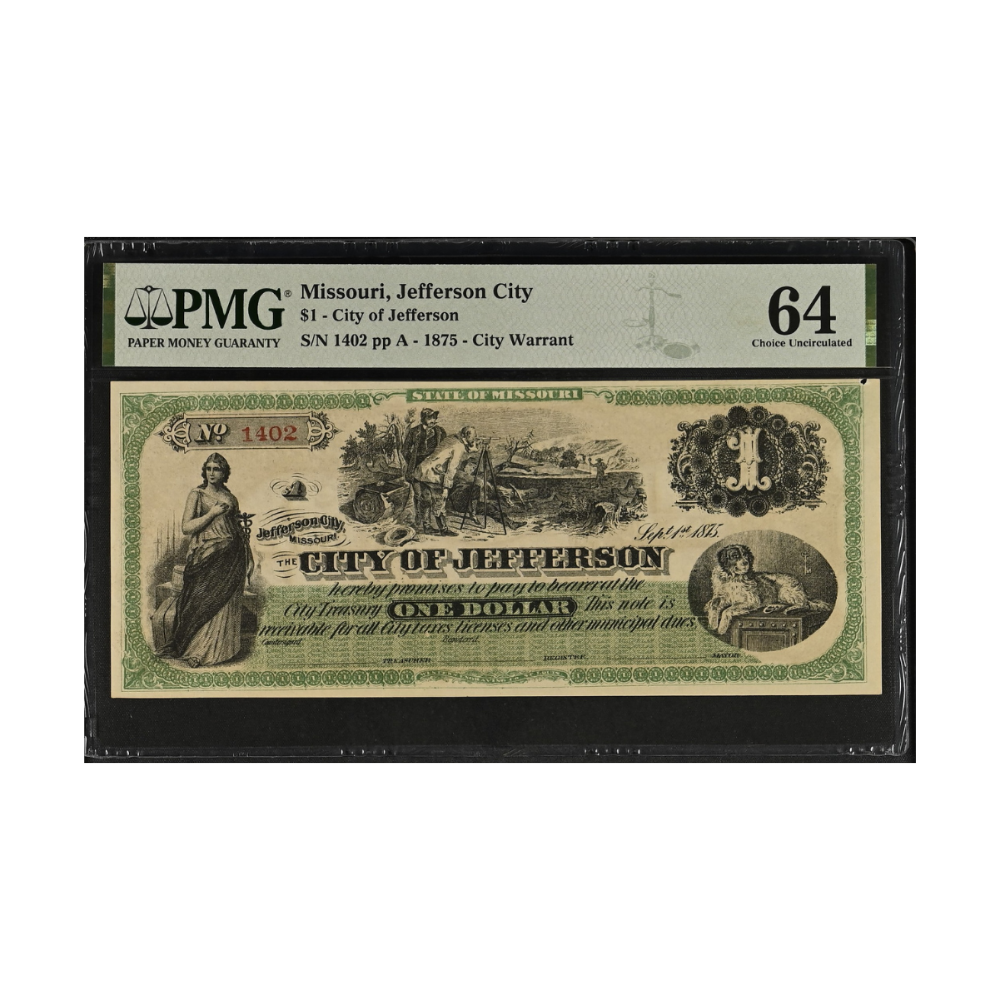 PMG®
PAPER MONEY GUARANTY
Missouri, Jefferson City
$1 - City of Jefferson
S/N 1402 pp A - 1875 - City Warrant
64
Choice Uncirculated
STATE OF MISSOURI
No 1402
1
A
Jefferson City,
MISSOURI
Sept. 1st 1875.
THE CITY OF JEFFERSON
hereby promises to pay to bearer at the
City Treasury ONE DOLLAR This note is
receivable for all City taxes licenses and other municipal dues,
TREASURER